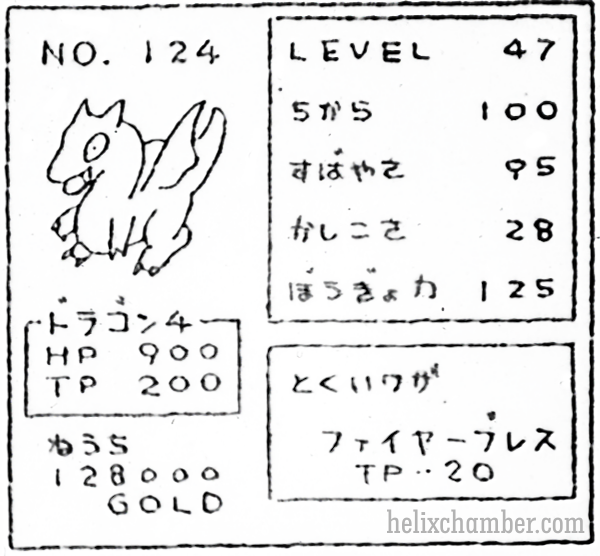 NO. 124
ドラゴン4
HP 900
TP 200
ねうち
128000
GOLD
LEVEL 47
ちから 100
すばやさ 95
かしこさ 28
ぼうぎょ力 125
とくいワザ
ファイヤーブレス
TP‥20
helixchamber.com